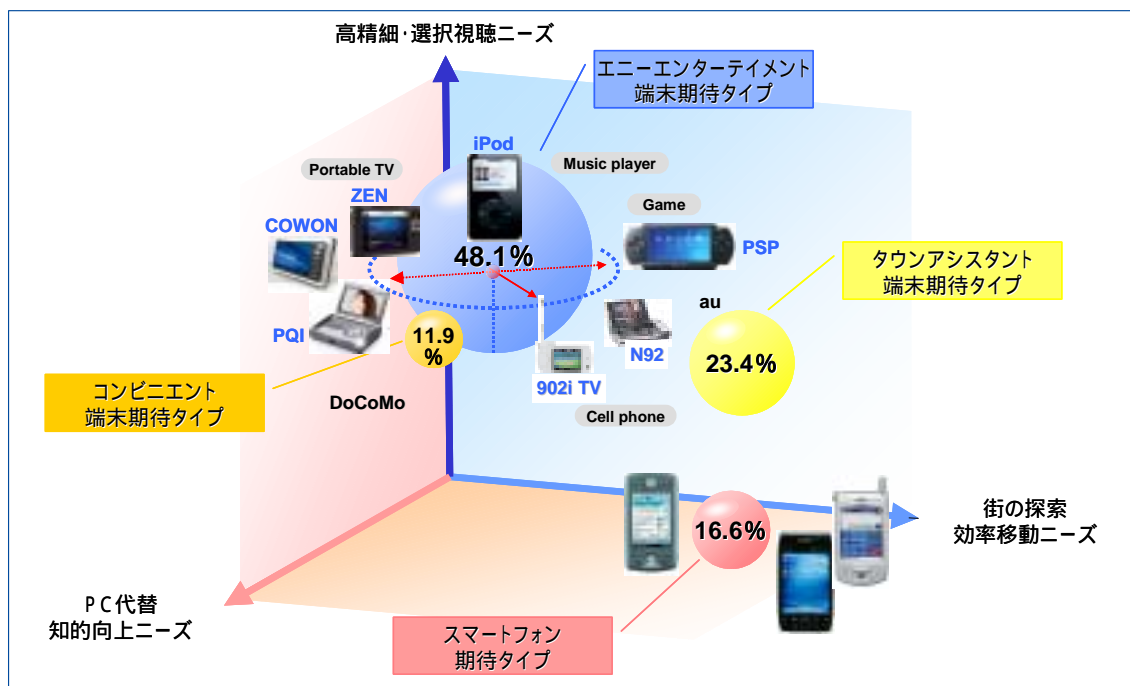 高精細･選択視聴ニーズ
エニーエンターテイメント
端末期待タイプ
iPod
Music player
Portable TV
ZEN
COWON
Game
PSP
48.1%
タウンアシスタント
端末期待タイプ
au
PQI
11.9
%
N92
23.4%
902i TV
コンビニエント
端末期待タイプ
DoCoMo
Cell phone
街の探索
効率移動ニーズ
16.6%
PC代替
知的向上ニーズ
スマートフォン
期待タイプ